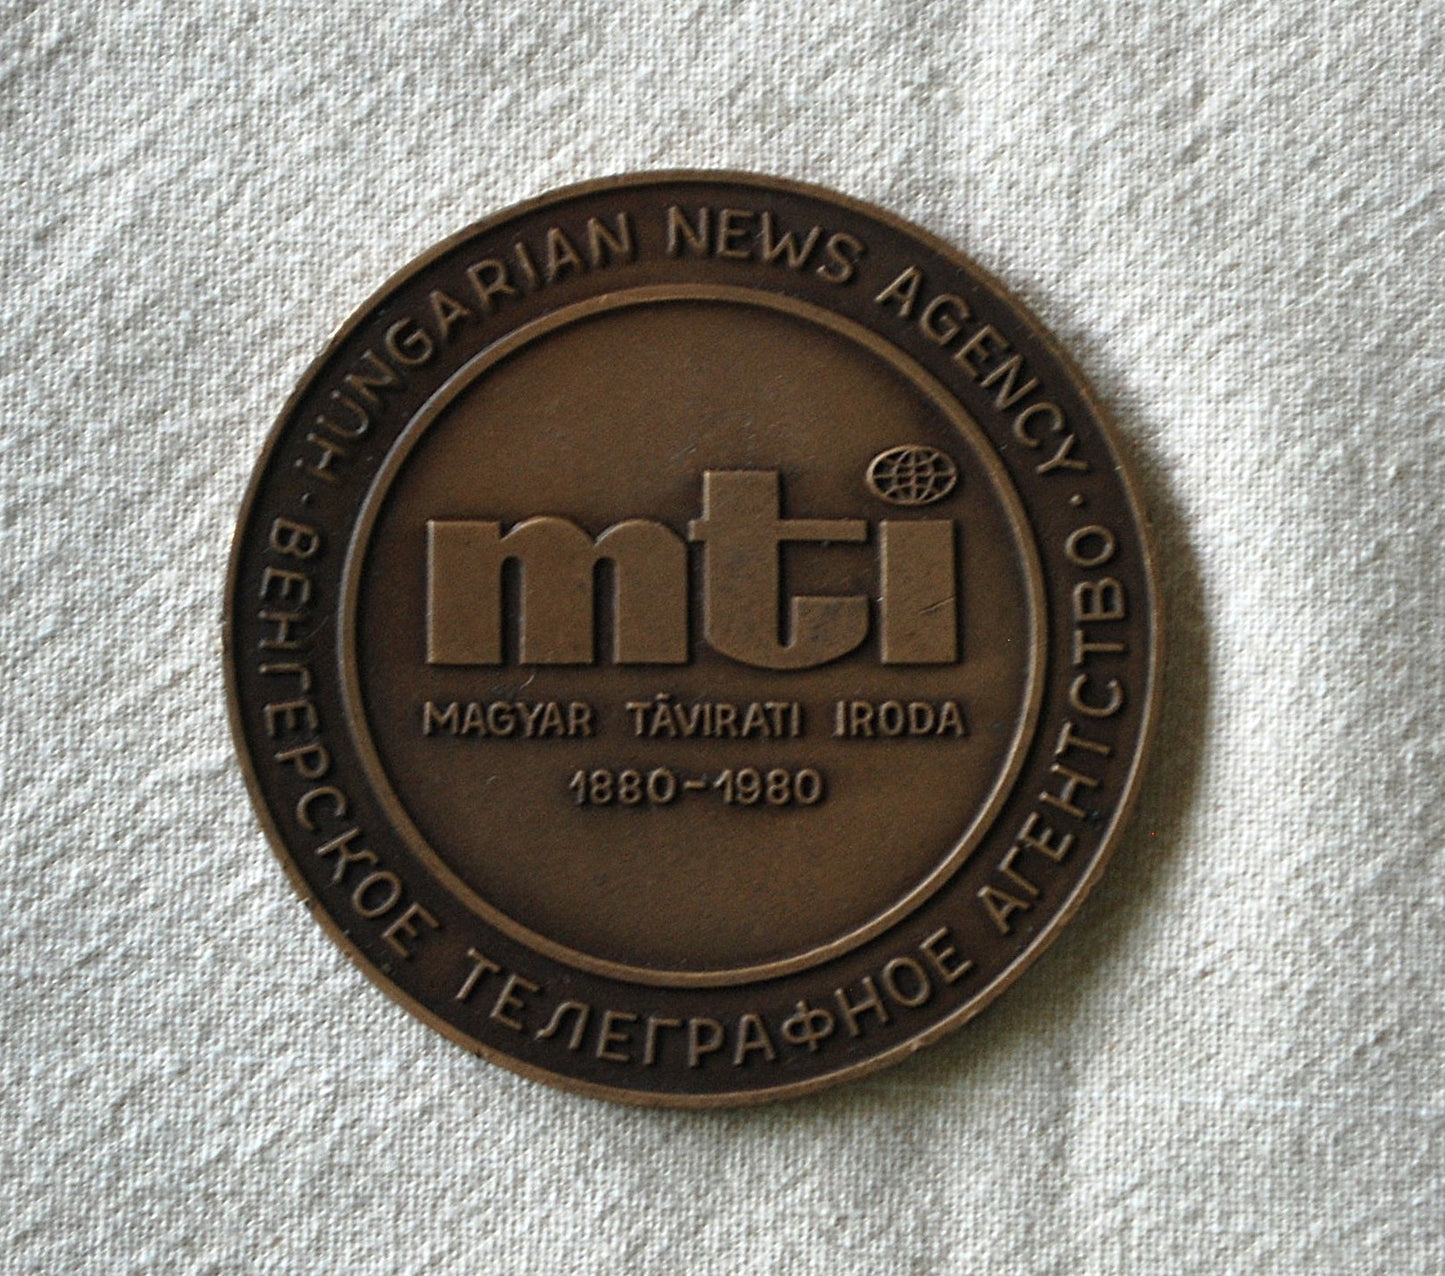 · HUNGARIAN NEWS AGENCY ·
mti
MAGYAR TÁVIRATI IRODA
1880-1980
ВЕНГЕРСКОЕ ТЕЛЕГРАФНОЕ АГЕНТСТВО